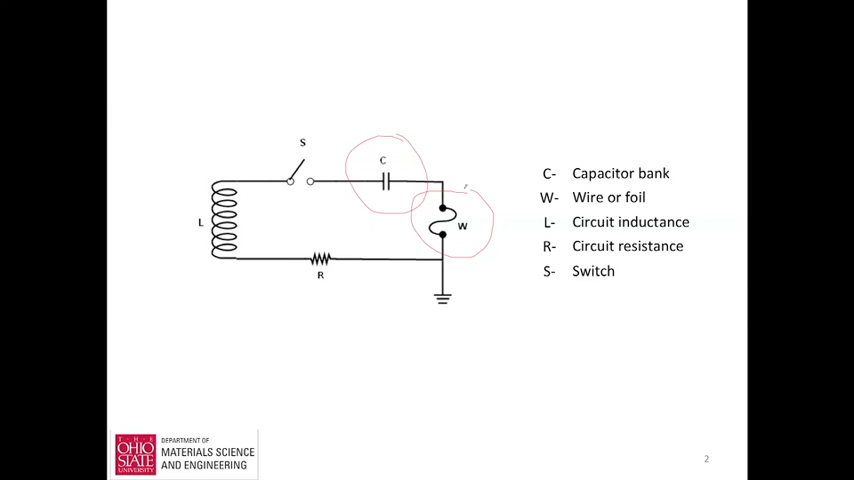 S
C
L
W
R
C- Capacitor bank
W- Wire or foil
L- Circuit inductance
R- Circuit resistance
S- Switch
T · H · E
OHIO
STATE
UNIVERSITY
DEPARTMENT OF
MATERIALS SCIENCE
AND ENGINEERING
2